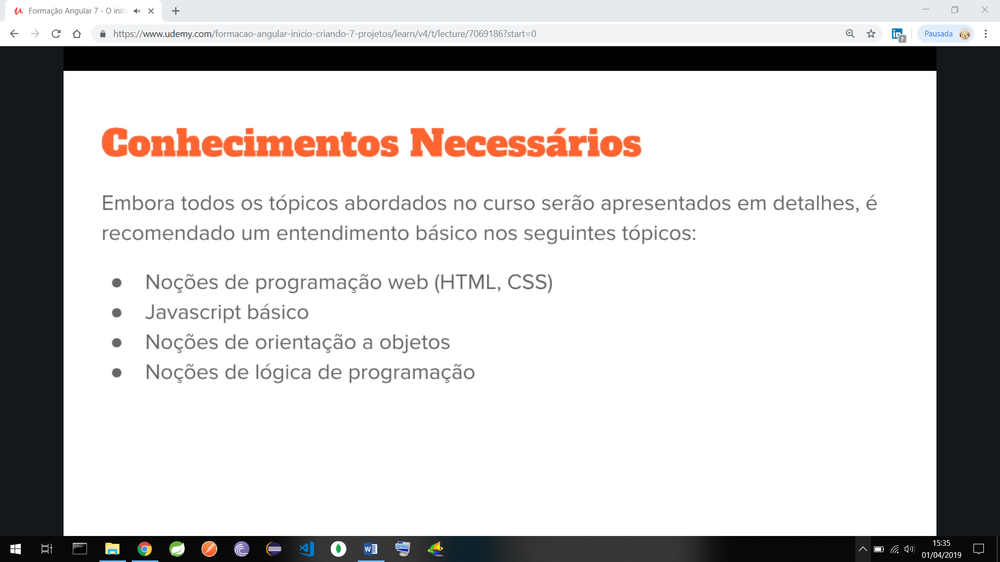 Formação Angular 7 - O iníc
https://www.udemy.com/formacao-angular-inicio-criando-7-projetos/learn/v4/t/lecture/7069186?start=0
Pausada
Conhecimentos Necessários
Embora todos os tópicos abordados no curso serão apresentados em detalhes, é
recomendado um entendimento básico nos seguintes tópicos:
● Noções de programação web (HTML, CSS)
● Javascript básico
● Noções de orientação a objetos
● Noções de lógica de programação
15:35
01/04/2019